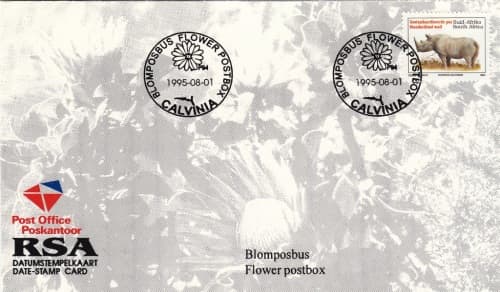 BLOMPOSBUS FLOWER POSTBOX
1995-08-01
CALVINIA
BLOMPOSBUS FLOWER POSTBOX
1995-08-01
CALVINIA
Suid-Afrika
South Africa
Post Office
Poskantoor
RSA
DATUMSTEMPELKAART
DATE-STAMP CARD
Blomposbus
Flower postbox